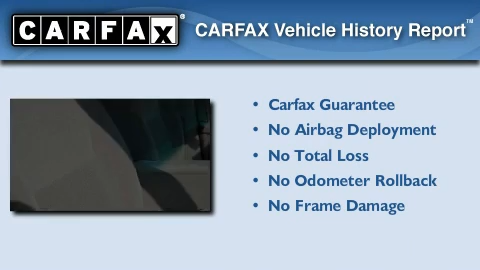 CARFAX® CARFAX Vehicle History Report™
• Carfax Guarantee
• No Airbag Deployment
• No Total Loss
• No Odometer Rollback
• No Frame Damage